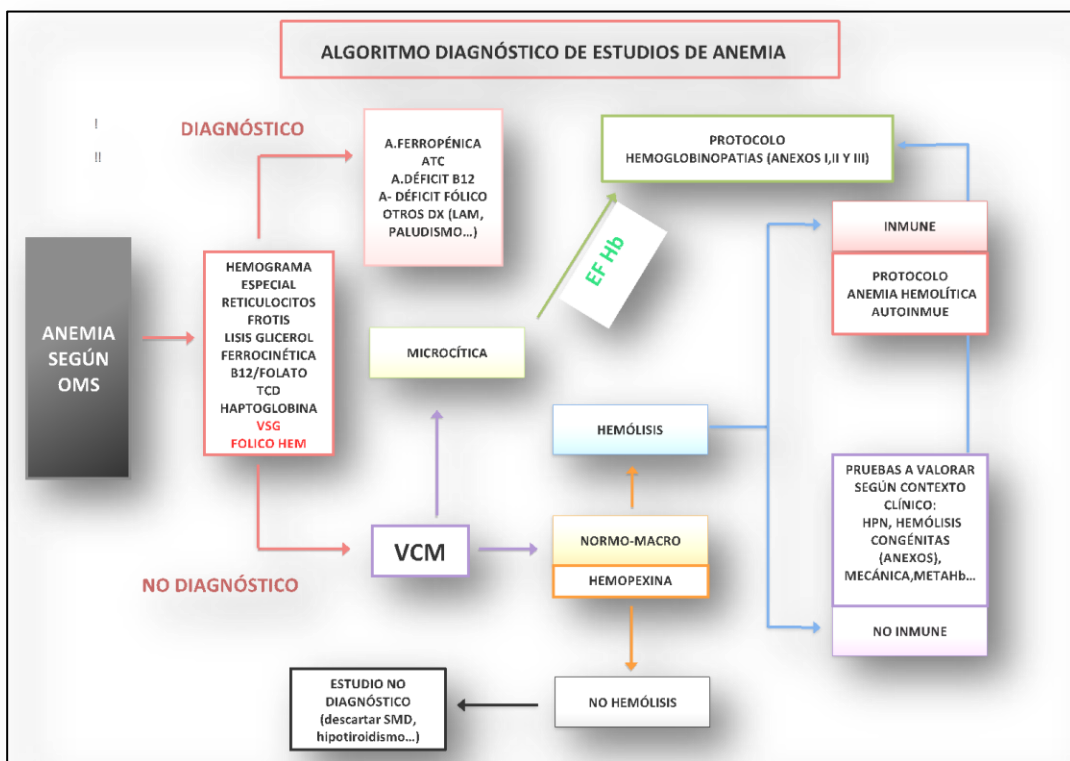 ALGORITMO DIAGNÓSTICO DE ESTUDIOS DE ANEMIA
I
II
DIAGNÓSTICO
A.FERROPÉNICA
ATC
A.DÉFICIT B12
A- DÉFICIT FÓLICO
OTROS DX (LAM,
PALUDISMO...)
PROTOCOLO
HEMOGLOBINOPATIAS (ANEXOS I,II Y III)
EF Hb
INMUNE
PROTOCOLO
ANEMIA HEMOLÍTICA
AUTOINMUE
ANEMIA
SEGÚN
OMS
HEMOGRAMA
ESPECIAL
RETICULOCITOS
FROTIS
LISIS GLICEROL
FERROCINÉTICA
B12/FOLATO
TCD
HAPTOGLOBINA
VSG
FOLICO HEM
MICROCÍTICA
HEMÓLISIS
PRUEBAS A VALORAR
SEGÚN CONTEXTO
CLÍNICO:
HPN, HEMÓLISIS
CONGÉNITAS
(ANEXOS),
MECÁNICA,METAHb...
NO INMUNE
NO DIAGNÓSTICO
VCM
NORMO-MACRO
HEMOPEXINA
NO HEMÓLISIS
ESTUDIO NO
DIAGNÓSTICO
(descartar SMD,
hipotiroidismo...)